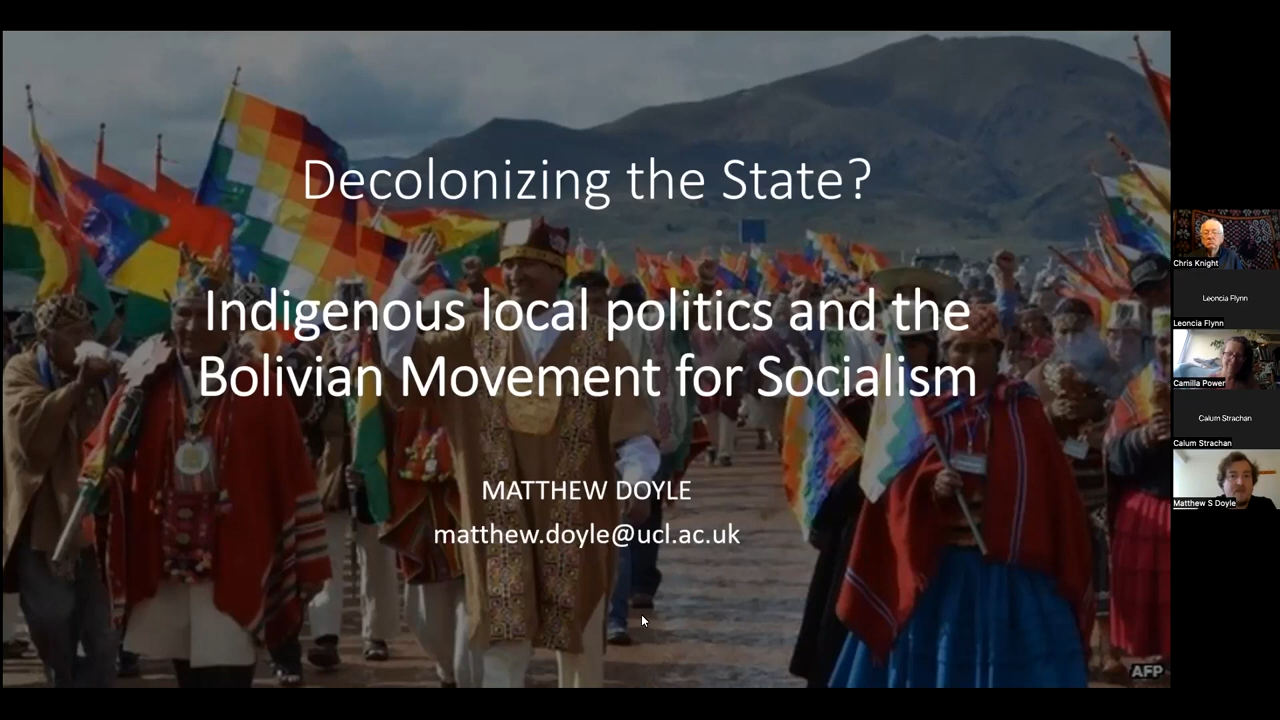 Decolonizing the State?
Indigenous local politics and the
Bolivian Movement for Socialism
MATTHEW DOYLE
matthew.doyle@ucl.ac.uk
AFP
Chris Knight
Leoncia Flynn
Leoncia Flynn
Camilla Power
Calum Strachan
Calum Strachan
Matthew S Doyle